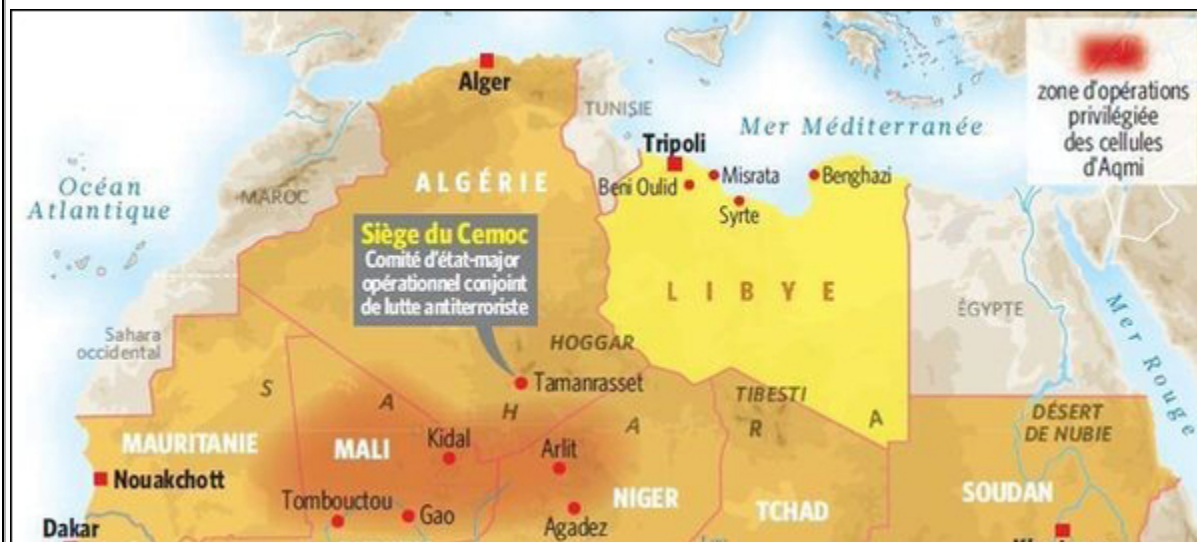 zone d'opérations
privilégiée
des cellules
d'Aqmi
Alger
TUNISIE
Mer Méditerranée
Tripoli
Océan
Atlantique
MAROC
ALGÉRIE
Beni Oulid
Misrata
Benghazi
Syrte
Siège du Cemoc
Comité d'état-major
opérationnel conjoint
de lutte antiterroriste
LIBYE
ÉGYPTE
Mer Rouge
Sahara
occidental
HOGGAR
Tamanrasset
TIBESTI
SAHARA
DÉSERT
DE NUBIE
MAURITANIE
MALI
Kidal
Arlit
Nouakchott
Tombouctou
Gao
NIGER
Agadez
TCHAD
SOUDAN
Dakar